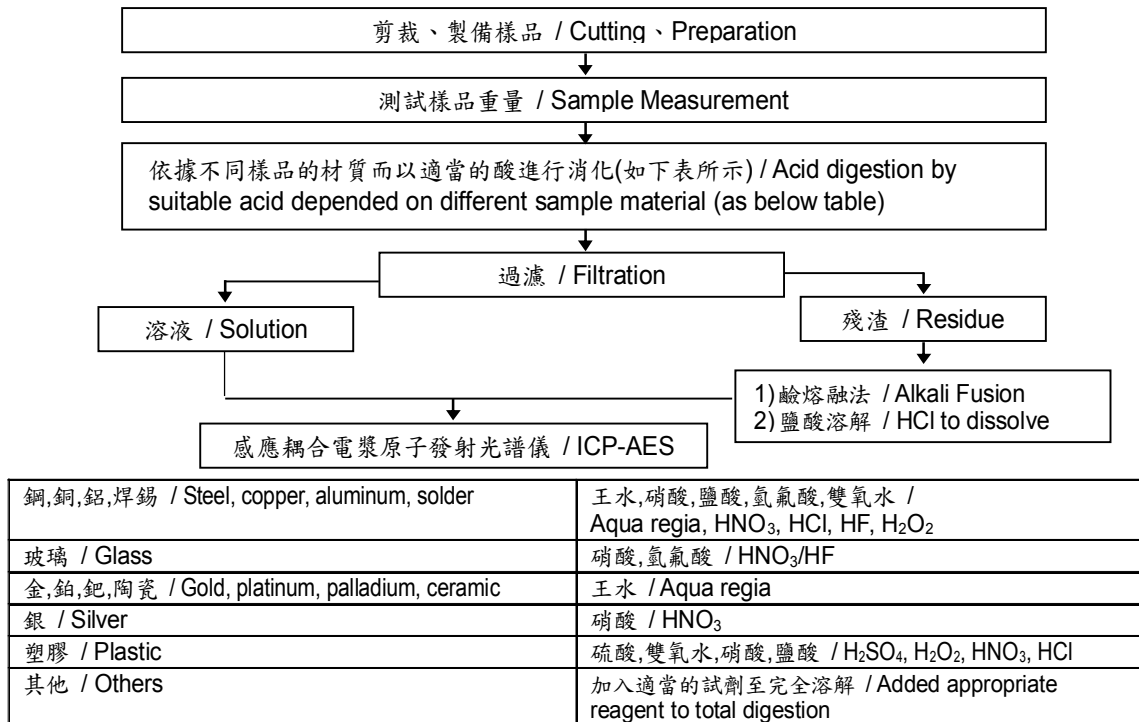 剪裁、製備樣品 / Cutting、Preparation
測試樣品重量 / Sample Measurement
依據不同樣品的材質而以適當的酸進行消化(如下表所示) / Acid digestion by
suitable acid depended on different sample material (as below table)
過濾 / Filtration
溶液 / Solution
殘渣 / Residue
1)鹼熔融法 / Alkali Fusion
2)鹽酸溶解 / HCl to dissolve
感應耦合電漿原子發射光譜儀 / ICP-AES
鋼,銅,鋁,焊錫 / Steel, copper, aluminum, solder
王水,硝酸,鹽酸,氫氟酸,雙氧水 /
Aqua regia, HNO₃, HCl, HF, H₂O₂
玻璃 / Glass
硝酸,氫氟酸 / HNO₃/HF
金,鉑,鈀,陶瓷 / Gold, platinum, palladium, ceramic
王水 / Aqua regia
銀 / Silver
硝酸 / HNO₃
塑膠 / Plastic
硫酸,雙氧水,硝酸,鹽酸 / H₂SO₄, H₂O₂, HNO₃, HCl
其他 / Others
加入適當的試劑至完全溶解 / Added appropriate
reagent to total digestion